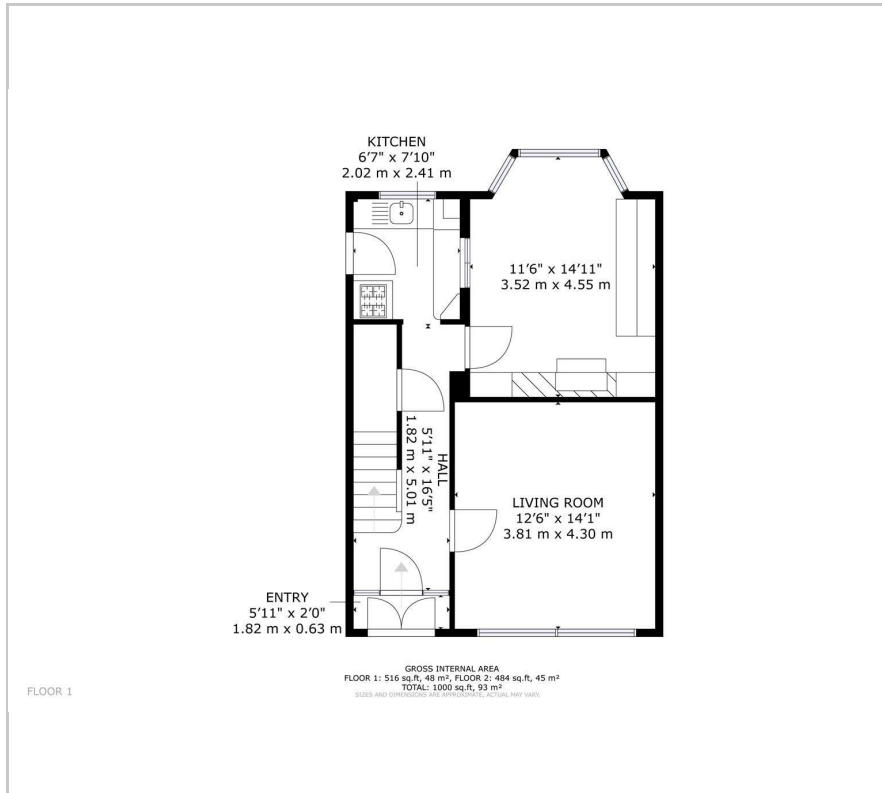 KITCHEN
6'7" x 7'10"
2.02 m x 2.41 m
11'6" x 14'11"
3.52 m x 4.55 m
HALL
5'11" x 16'5"
1.82 m x 5.01 m
LIVING ROOM
12'6" x 14'1"
3.81 m x 4.30 m
ENTRY
5'11" x 2'0"
1.82 m x 0.63 m
GROSS INTERNAL AREA
FLOOR 1: 516 sq.ft, 48 m², FLOOR 2: 484 sq.ft, 45 m²
TOTAL: 1000 sq.ft, 93 m²
SIZES AND DIMENSIONS ARE APPROXIMATE, ACTUAL MAY VARY.
FLOOR 1